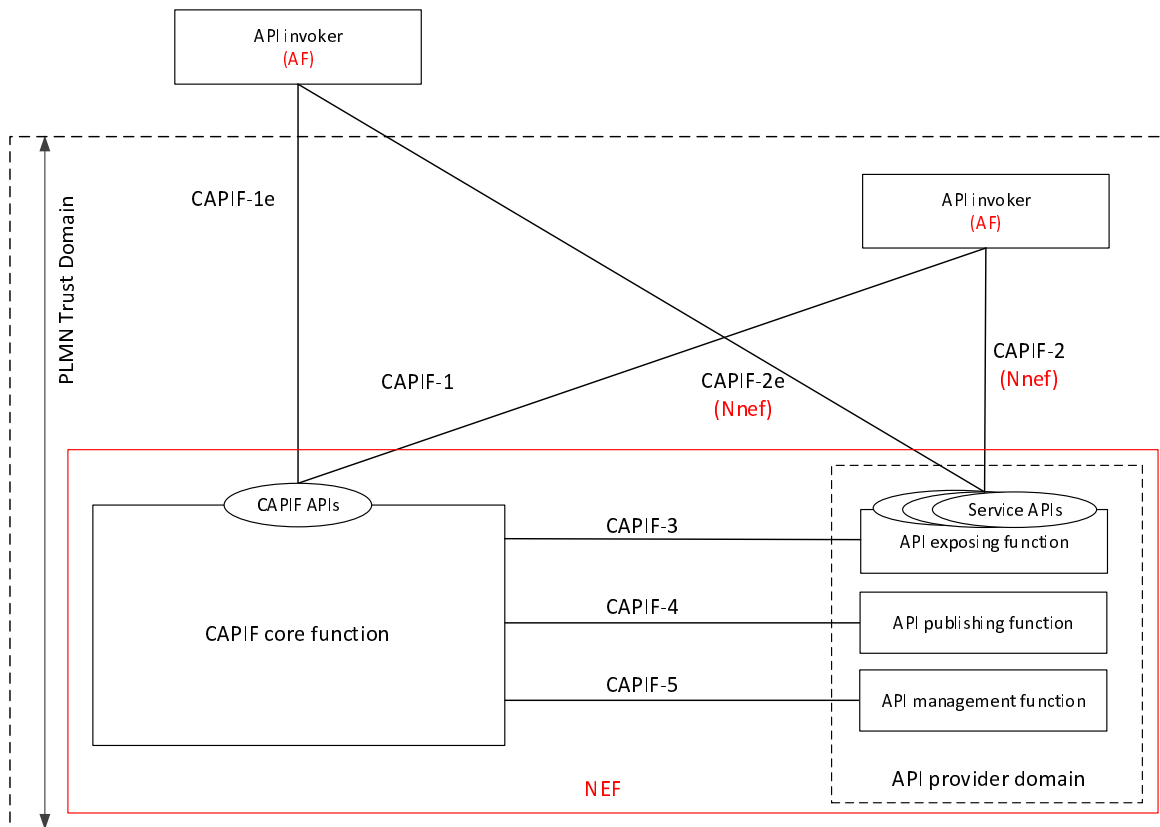 API invoker
(AF)
CAPIF-1e
PLMN Trust Domain
API invoker
(AF)
CAPIF-1
CAPIF-2e
(Nnef)
CAPIF-2
(Nnef)
CAPIF APIs
Service APIs
API exposing function
CAPIF-3
CAPIF core function
CAPIF-4
API publishing function
CAPIF-5
API management function
API provider domain
NEF